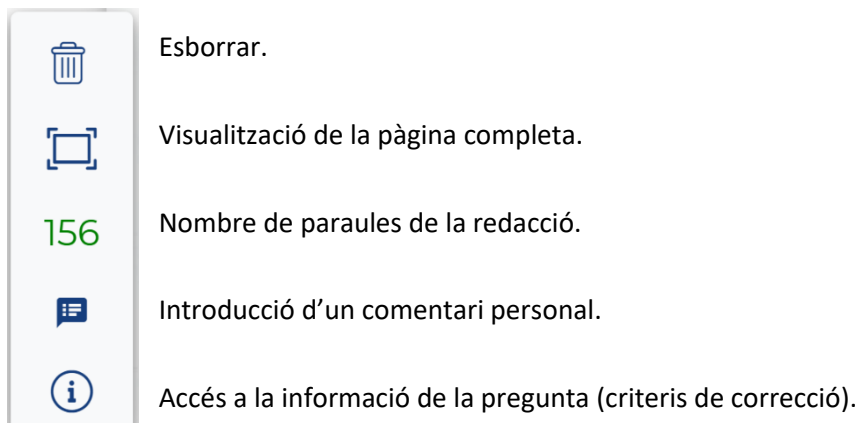 Esborrar.
Visualització de la pàgina completa.
156 Nombre de paraules de la redacció.
Introducció d’un comentari personal.
i Accés a la informació de la pregunta (criteris de correcció).